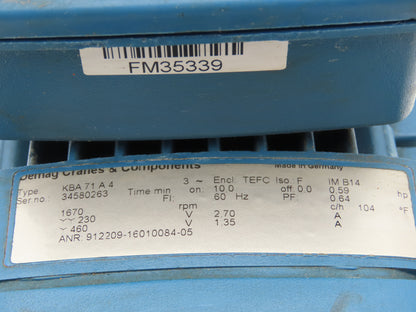 FM35339
Demag Cranes & Components Made in Germany
Type. KBA 71 A 4 3 ~ Encl. TEFC Iso. F IM B14
Ser no.: 34580263 Time min on: 10.0 off: 0.0 0.59 hp
FI: 60 Hz PF 0.64
1670 rpm c/h 104 °F
230 V 2.70 A
460 V 1.35 A
ANR. 912209-16010084-05